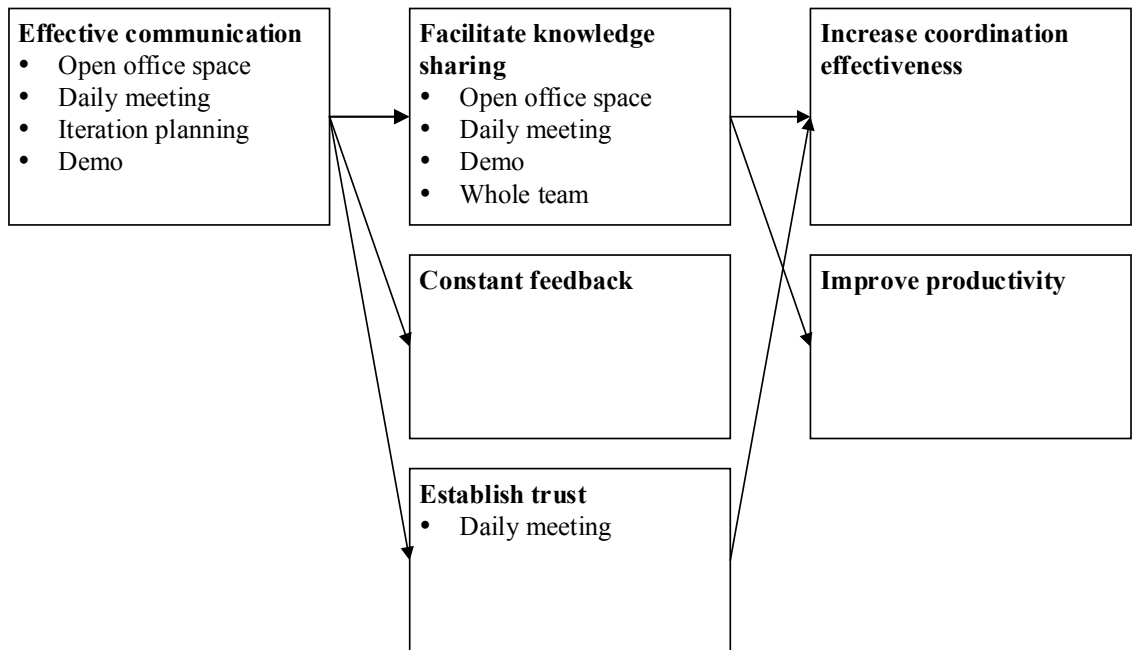 Effective communication
• Open office space
• Daily meeting
• Iteration planning
• Demo
Facilitate knowledge
sharing
• Open office space
• Daily meeting
• Demo
• Whole team
Increase coordination
effectiveness
Constant feedback
Improve productivity
Establish trust
• Daily meeting